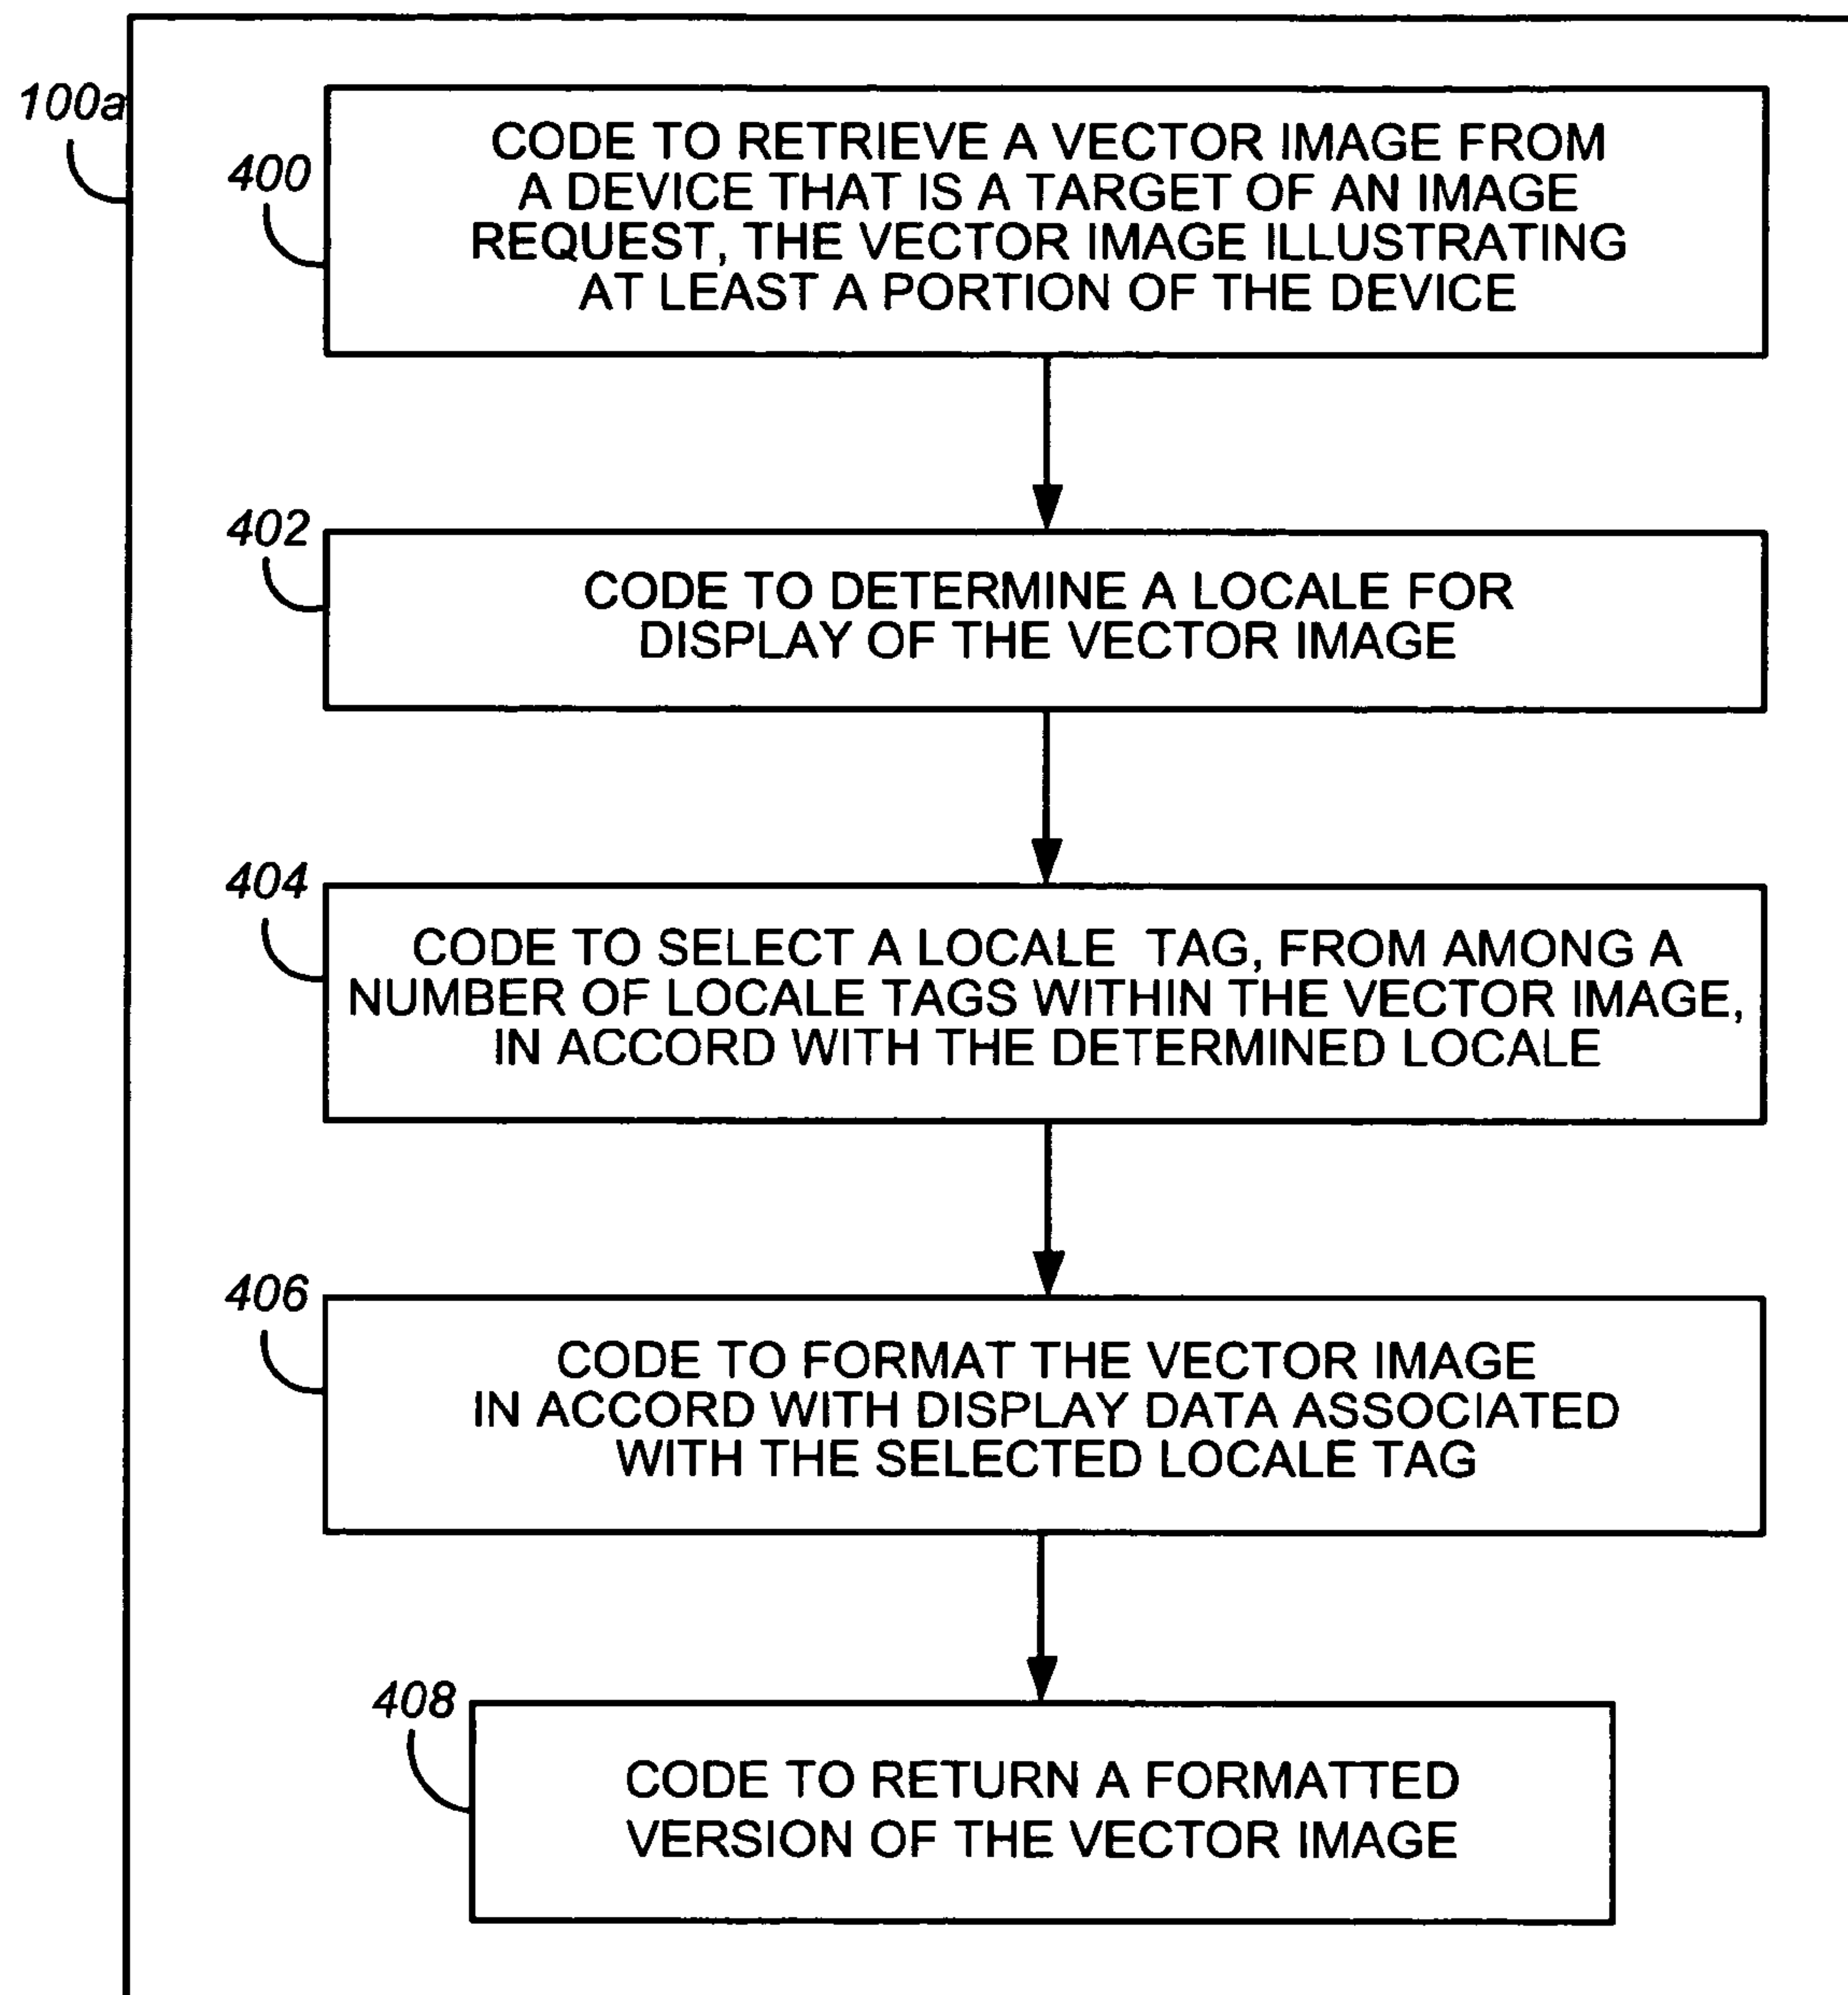 100a
400
CODE TO RETRIEVE A VECTOR IMAGE FROM
A DEVICE THAT IS A TARGET OF AN IMAGE
REQUEST, THE VECTOR IMAGE ILLUSTRATING
AT LEAST A PORTION OF THE DEVICE
402
CODE TO DETERMINE A LOCALE FOR
DISPLAY OF THE VECTOR IMAGE
404
CODE TO SELECT A LOCALE TAG, FROM AMONG A
NUMBER OF LOCALE TAGS WITHIN THE VECTOR IMAGE,
IN ACCORD WITH THE DETERMINED LOCALE
406
CODE TO FORMAT THE VECTOR IMAGE
IN ACCORD WITH DISPLAY DATA ASSOCIATED
WITH THE SELECTED LOCALE TAG
408
CODE TO RETURN A FORMATTED
VERSION OF THE VECTOR IMAGE